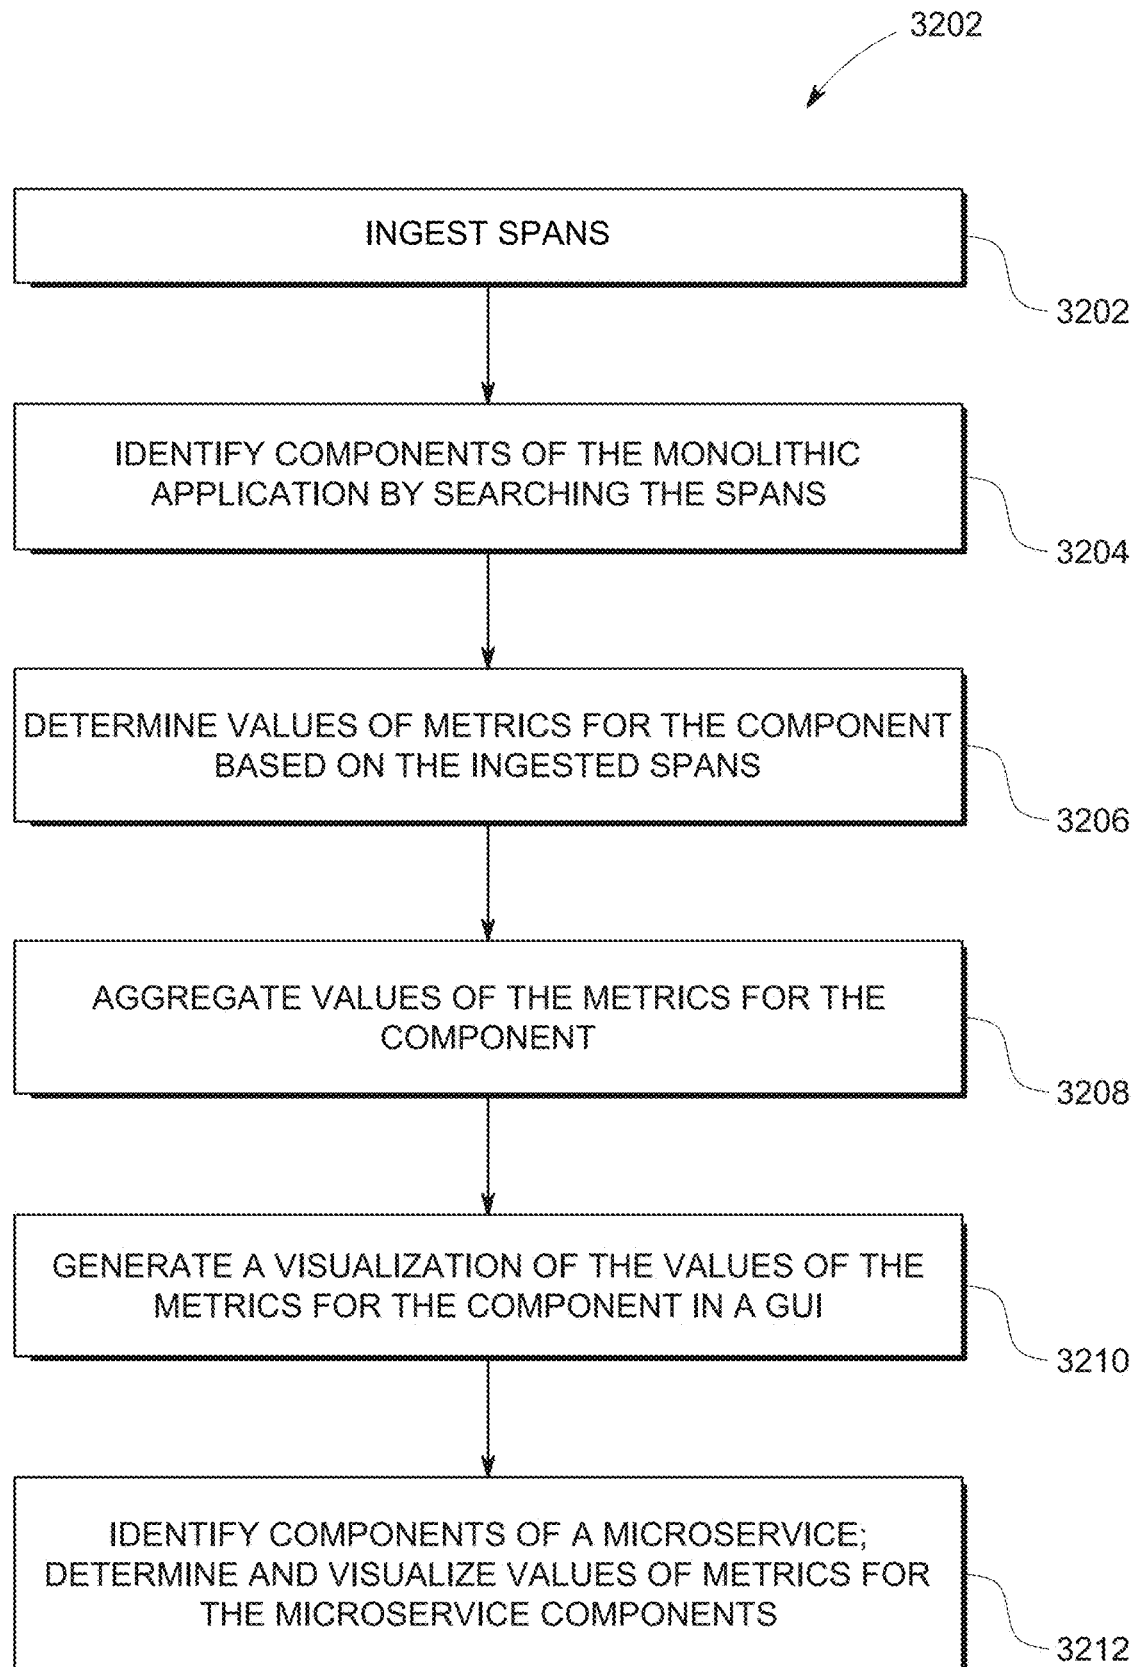 3202
INGEST SPANS
3202
IDENTIFY COMPONENTS OF THE MONOLITHIC
APPLICATION BY SEARCHING THE SPANS
3204
DETERMINE VALUES OF METRICS FOR THE COMPONENT
BASED ON THE INGESTED SPANS
3206
AGGREGATE VALUES OF THE METRICS FOR THE
COMPONENT
3208
GENERATE A VISUALIZATION OF THE VALUES OF THE
METRICS FOR THE COMPONENT IN A GUI
3210
IDENTIFY COMPONENTS OF A MICROSERVICE;
DETERMINE AND VISUALIZE VALUES OF METRICS FOR
THE MICROSERVICE COMPONENTS
3212